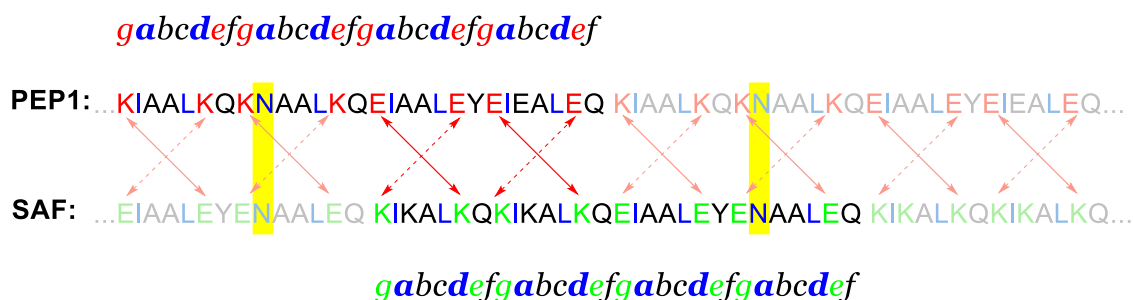 gabcdefgabcdefgabcdefgabcdef
PEP1: ...KIAALKQKNAALKQEIAALEYEIEALEQ KIAALKQKNAALKQEIAALEYEIEALEQ...
SAF: ...EIAALEYENAALEQ KIKALKQKIKALKQEIAALEYENAALEQ KIKALKQKIKALKQ...
gabcdefgabcdefgabcdefgabcdef